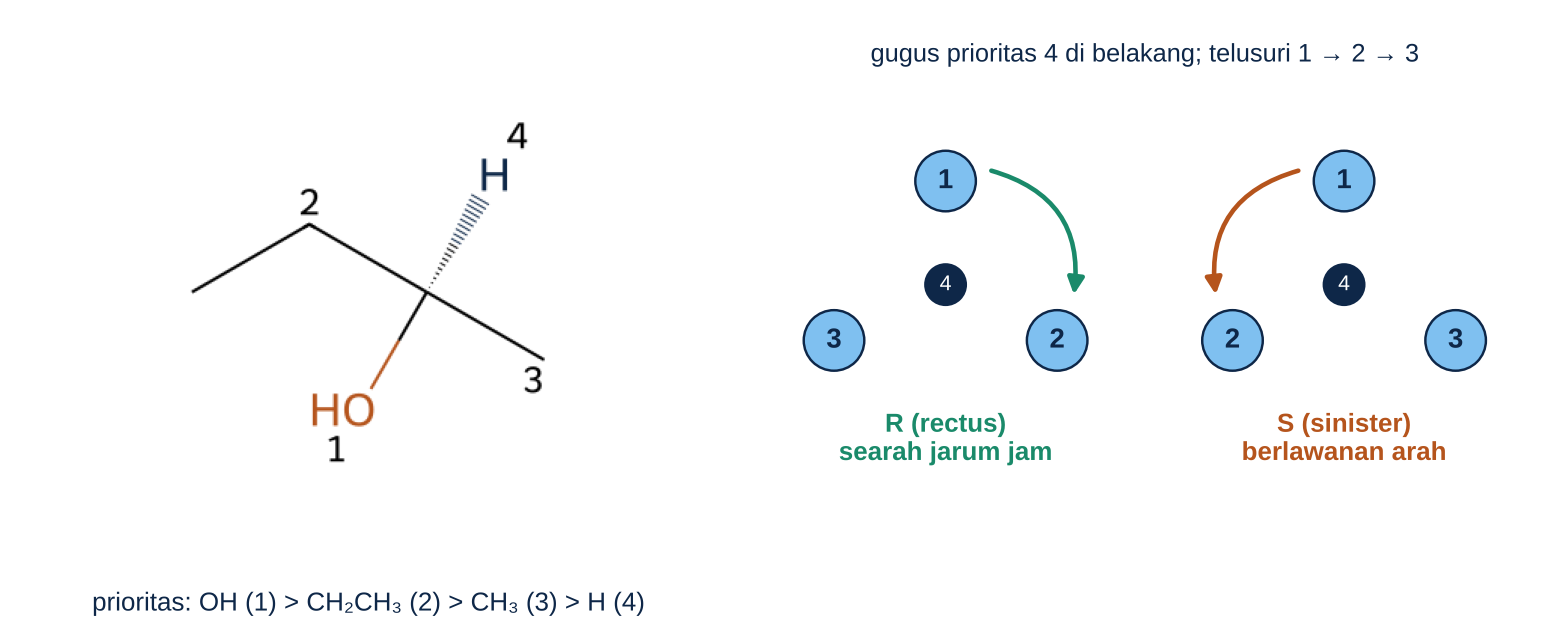 gugus prioritas 4 di belakang; telusuri 1 → 2 → 3
4
H
2
3
HO
1
1
4
3
2
R (rectus)
searah jarum jam
1
4
2
3
S (sinister)
berlawanan arah
prioritas: OH (1) > CH₂CH₃ (2) > CH₃ (3) > H (4)